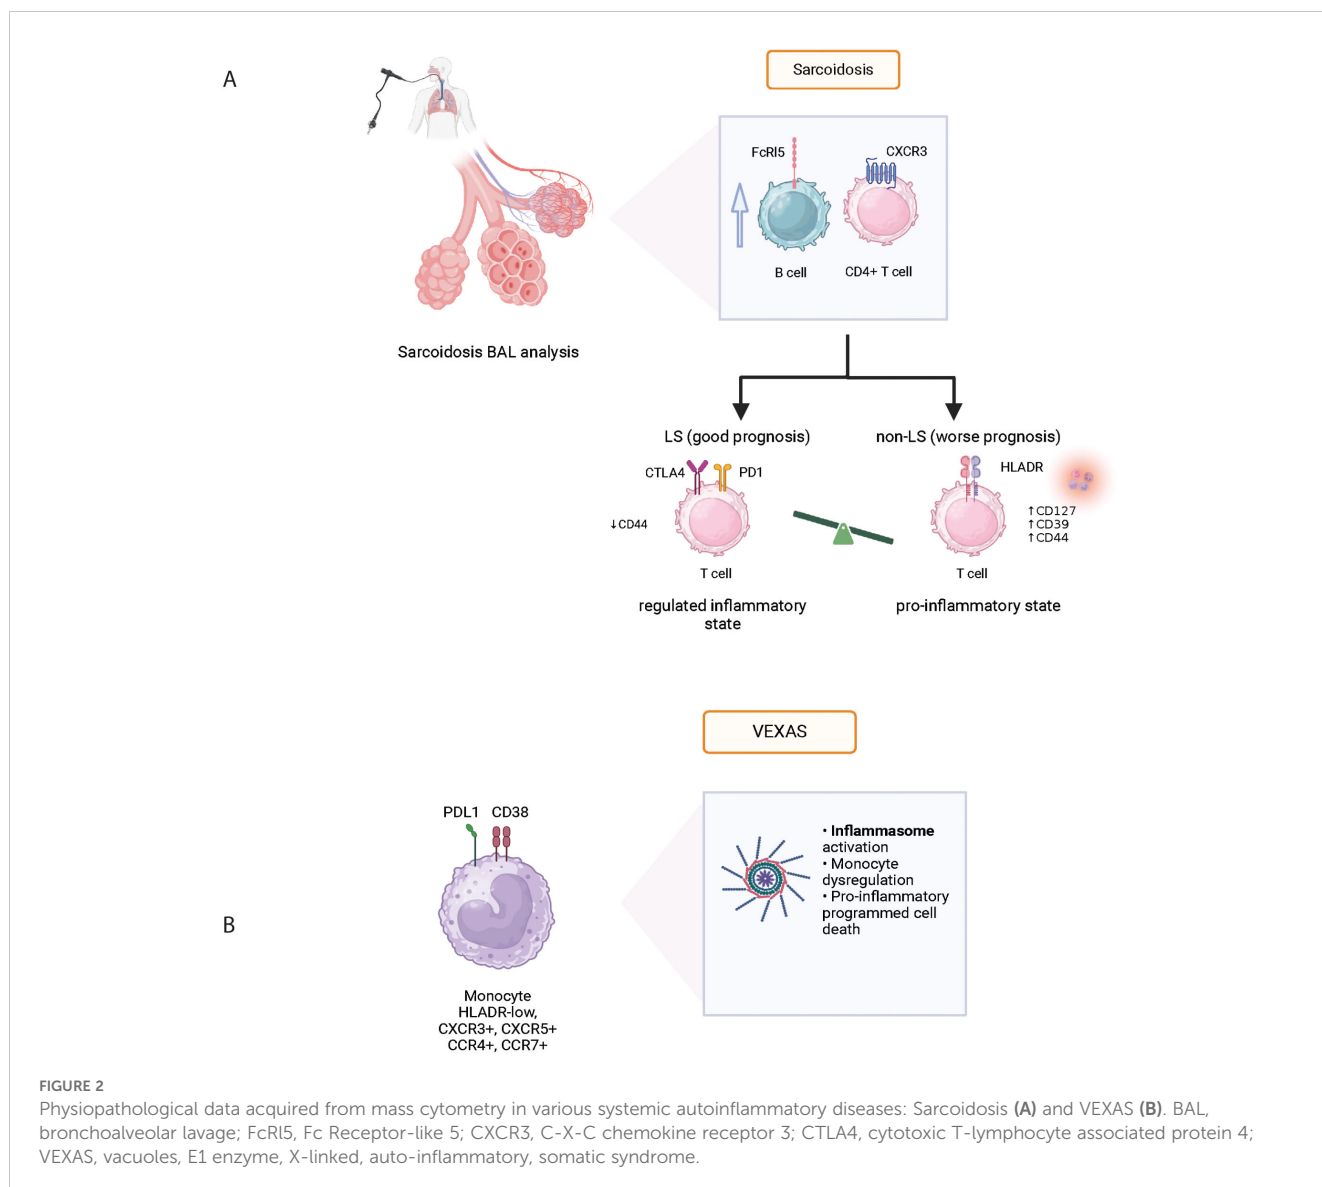 A
Sarcoidosis
FcRl5
CXCR3
B cell
CD4+ T cell
Sarcoidosis BAL analysis
LS (good prognosis)
non-LS (worse prognosis)
CTLA4
PD1
HLADR
↓CD44
↑CD127
↑CD39
↑CD44
T cell
T cell
regulated inflammatory
state
pro-inflammatory state
VEXAS
PDL1
CD38
• Inflammasome
activation
• Monocyte
dysregulation
• Pro-inflammatory
programmed cell
death
B
Monocyte
HLADR-low,
CXCR3+, CXCR5+
CCR4+, CCR7+
FIGURE 2
Physiopathological data acquired from mass cytometry in various systemic autoinflammatory diseases: Sarcoidosis (A) and VEXAS (B). BAL,
bronchoalveolar lavage; FcRl5, Fc Receptor-like 5; CXCR3, C-X-C chemokine receptor 3; CTLA4, cytotoxic T-lymphocyte associated protein 4;
VEXAS, vacuoles, E1 enzyme, X-linked, auto-inflammatory, somatic syndrome.